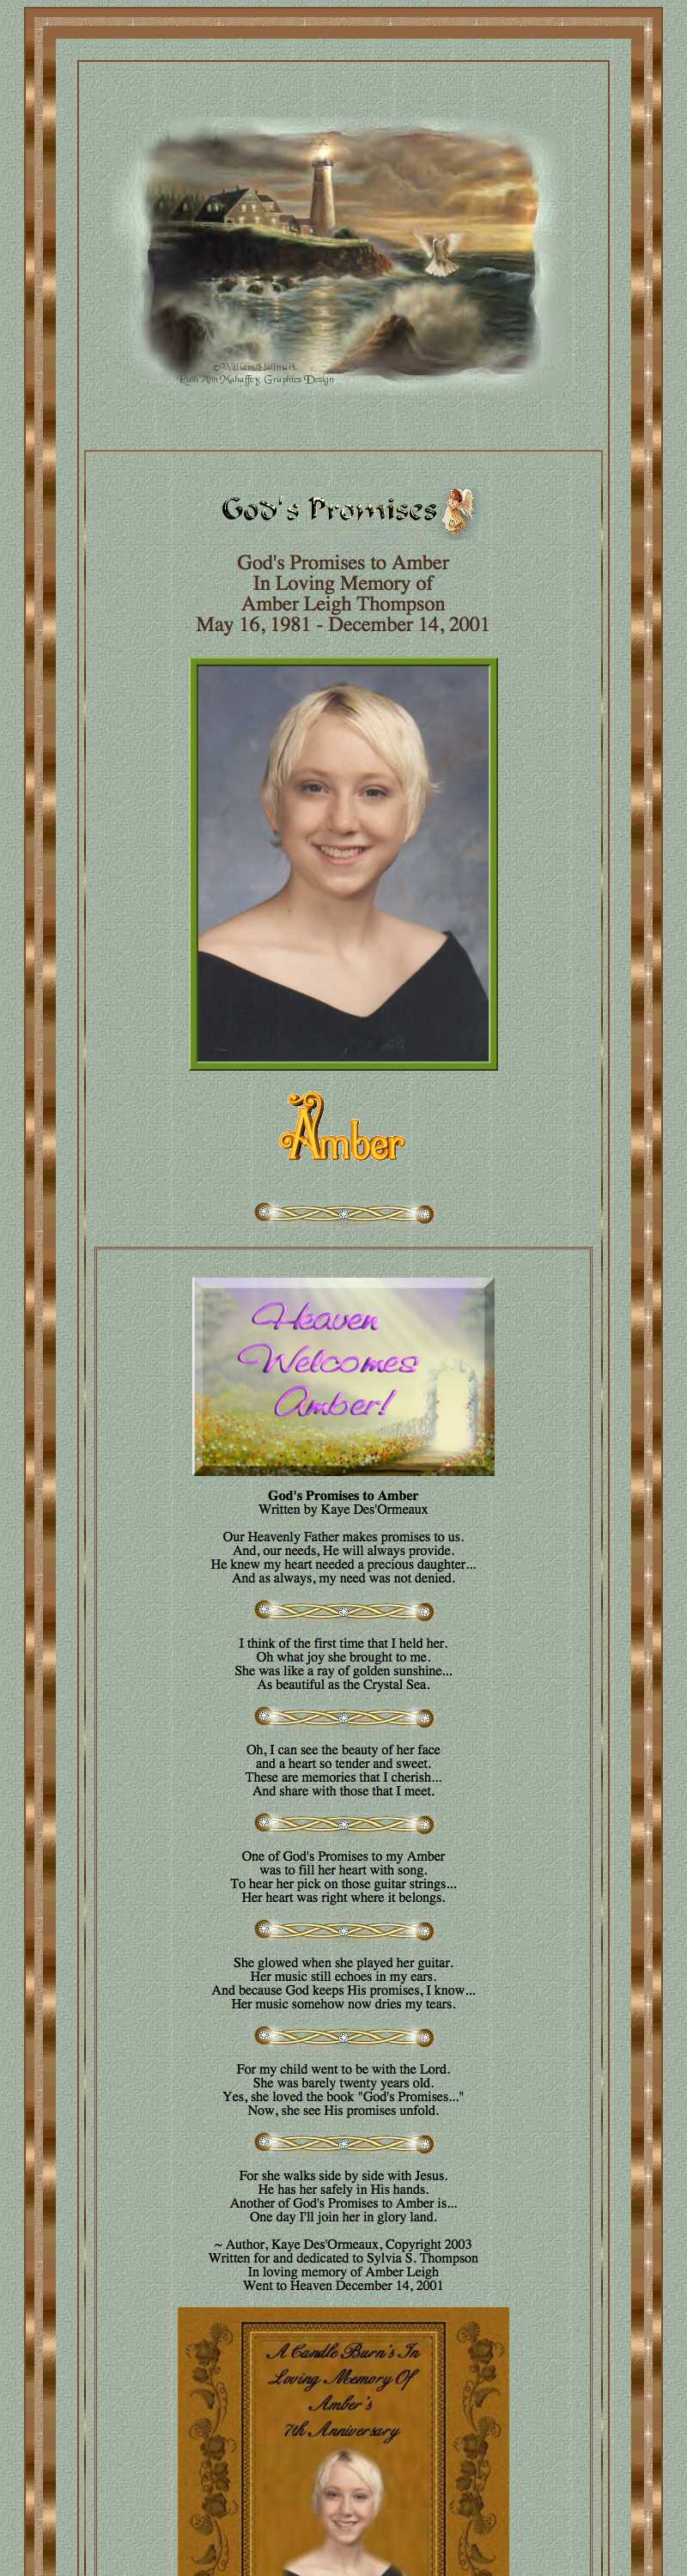 ©William Hallmark
Ruth Ann Mahaffey, Graphics Design
God's Promises
God's Promises to Amber
In Loving Memory of
Amber Leigh Thompson
May 16, 1981 - December 14, 2001
Amber
Heaven
Welcomes
Amber!
God's Promises to Amber
Written by Kaye Des'Ormeaux
Our Heavenly Father makes promises to us.
And, our needs, He will always provide.
He knew my heart needed a precious daughter...
And as always, my need was not denied.
I think of the first time that I held her.
Oh what joy she brought to me.
She was like a ray of golden sunshine...
As beautiful as the Crystal Sea.
Oh, I can see the beauty of her face
and a heart so tender and sweet.
These are memories that I cherish...
And share with those that I meet.
One of God's Promises to my Amber
was to fill her heart with song.
To hear her pick on those guitar strings...
Her heart was right where it belongs.
She glowed when she played her guitar.
Her music still echoes in my ears.
And because God keeps His promises, I know...
Her music somehow now dries my tears.
For my child went to be with the Lord.
She was barely twenty years old.
Yes, she loved the book "God's Promises..."
Now, she see His promises unfold.
For she walks side by side with Jesus.
He has her safely in His hands.
Another of God's Promises to Amber is...
One day I'll join her in glory land.
~ Author, Kaye Des'Ormeaux, Copyright 2003
Written for and dedicated to Sylvia S. Thompson
In loving memory of Amber Leigh
Went to Heaven December 14, 2001
A Candle Burn's In
Loving Memory Of
Amber's
7th Anniversary